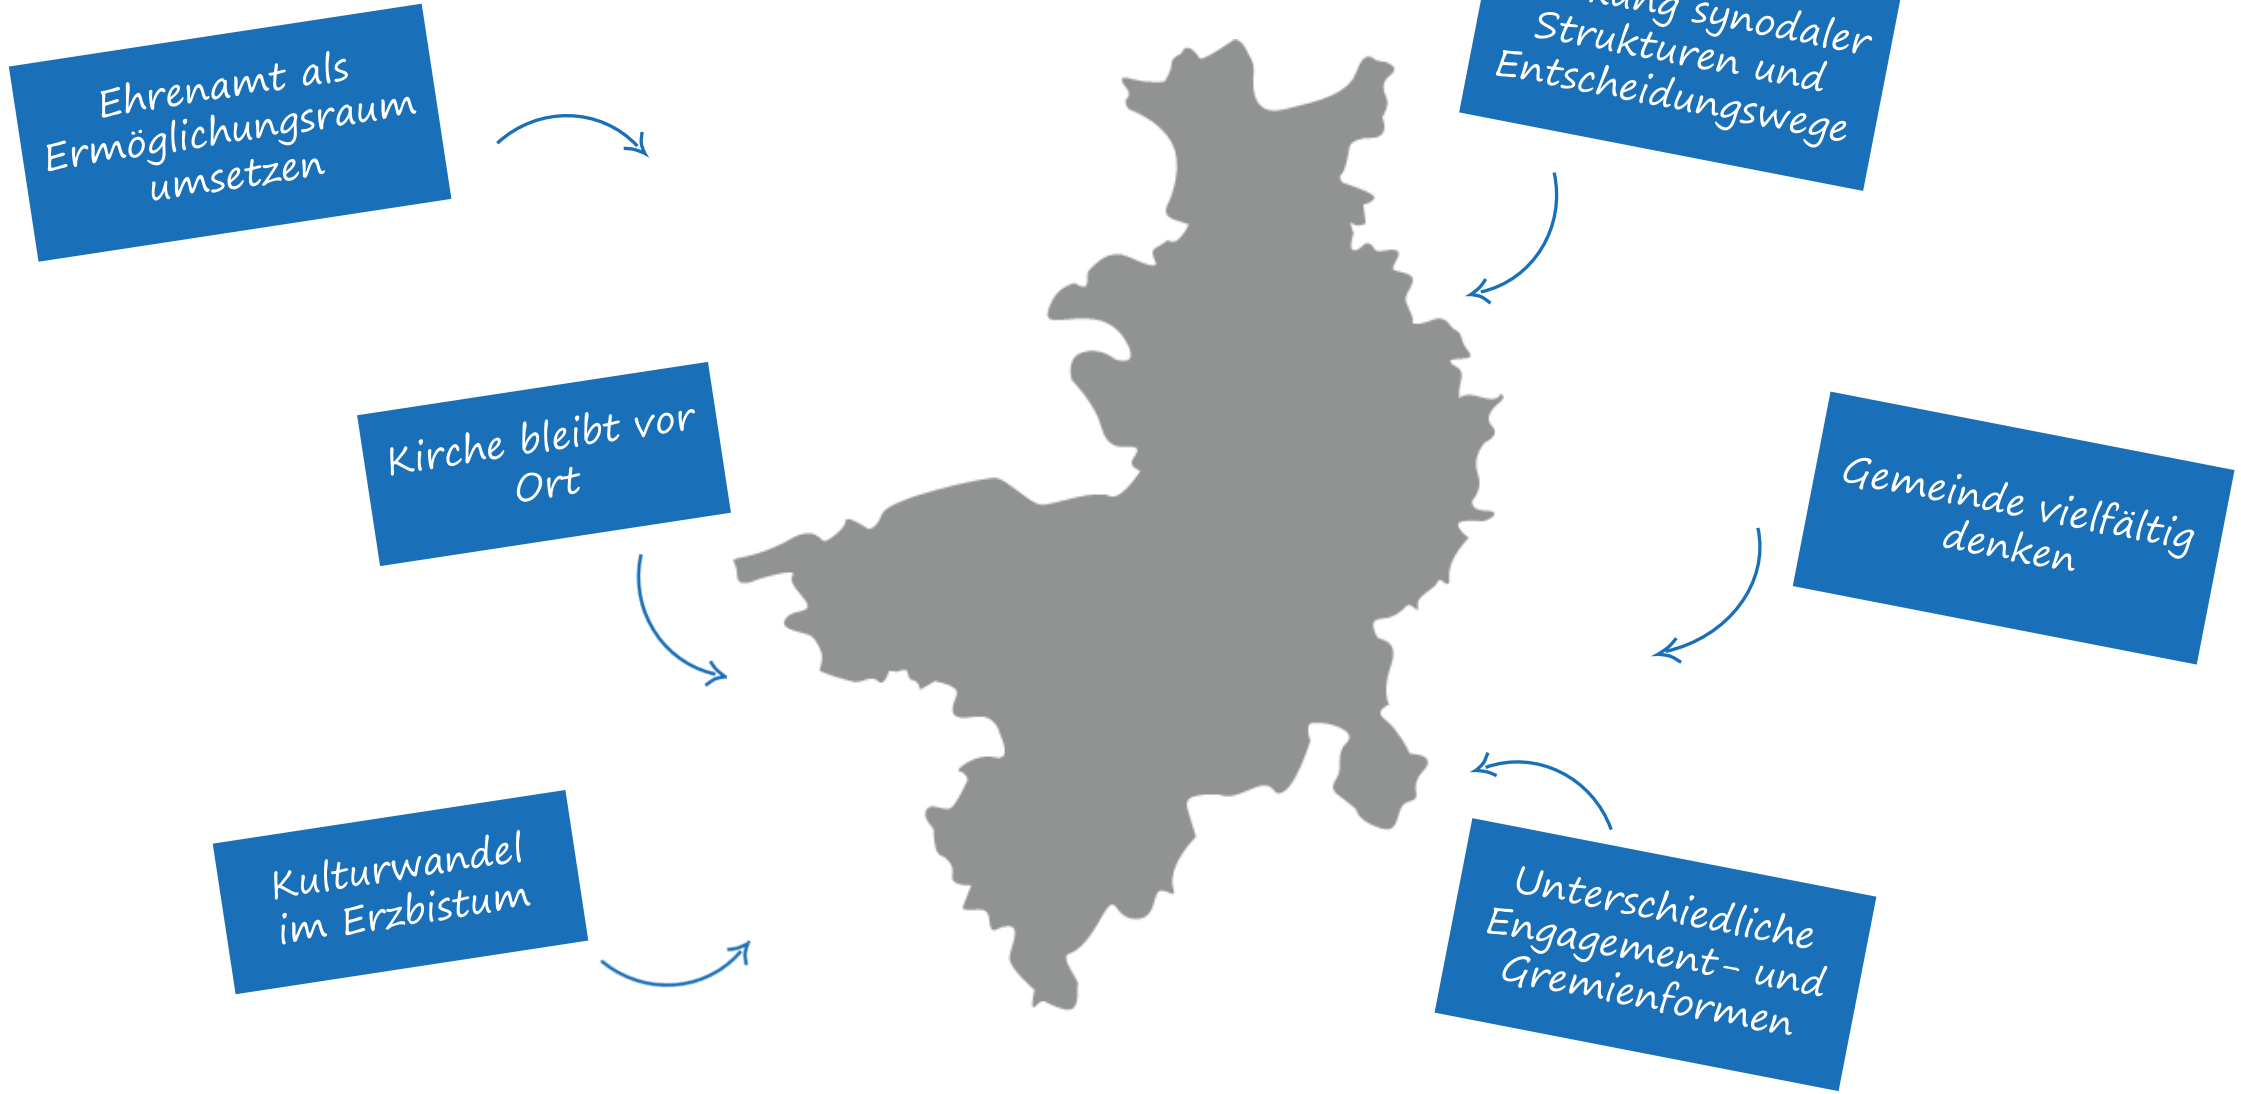 Ehrenamt als
Ermöglichungsraum
umsetzen
synodaler
Strukturen und
Entscheidungswege
Kirche bleibt vor
Ort
Gemeinde vielfältig
denken
Kulturwandel
im Erzbistum
Unterschiedliche
Engagement- und
Gremienformen